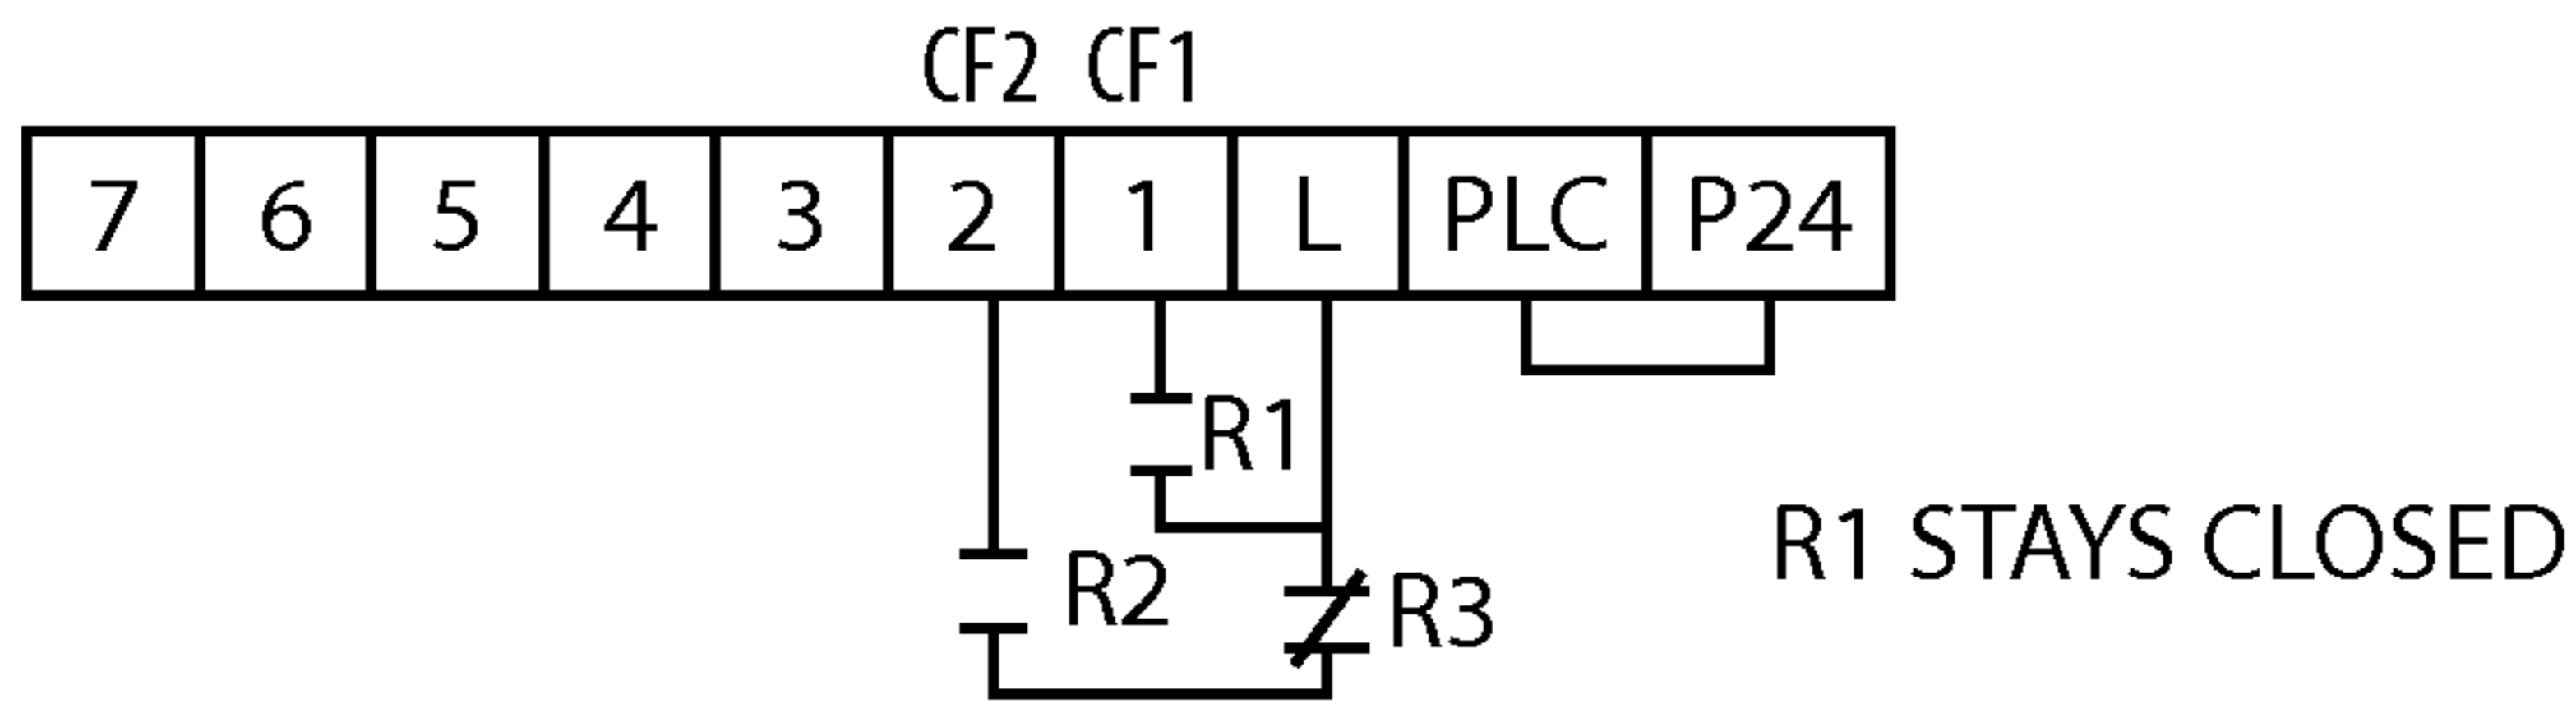 CF2 CF1
7 6 5 4 3 2 1 L PLC P24
R1
R1 STAYS CLOSED
R2
R3